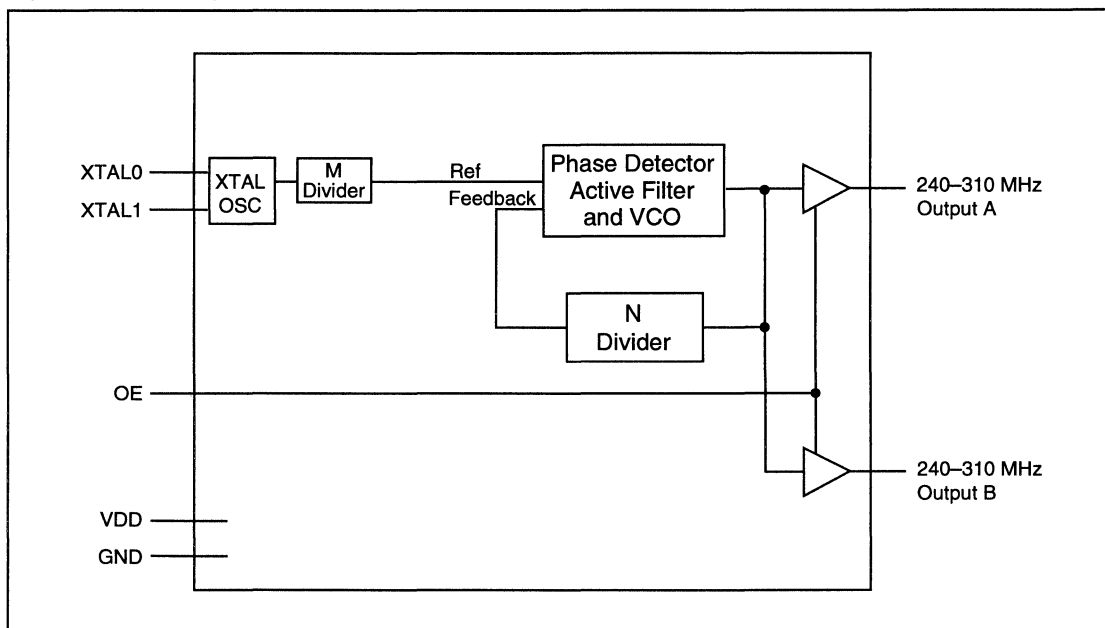 XTAL0
XTAL1
XTAL
OSC
M
Divider
Ref
Feedback
Phase Detector
Active Filter
and VCO
240–310 MHz
Output A
N
Divider
OE
240–310 MHz
Output B
VDD
GND